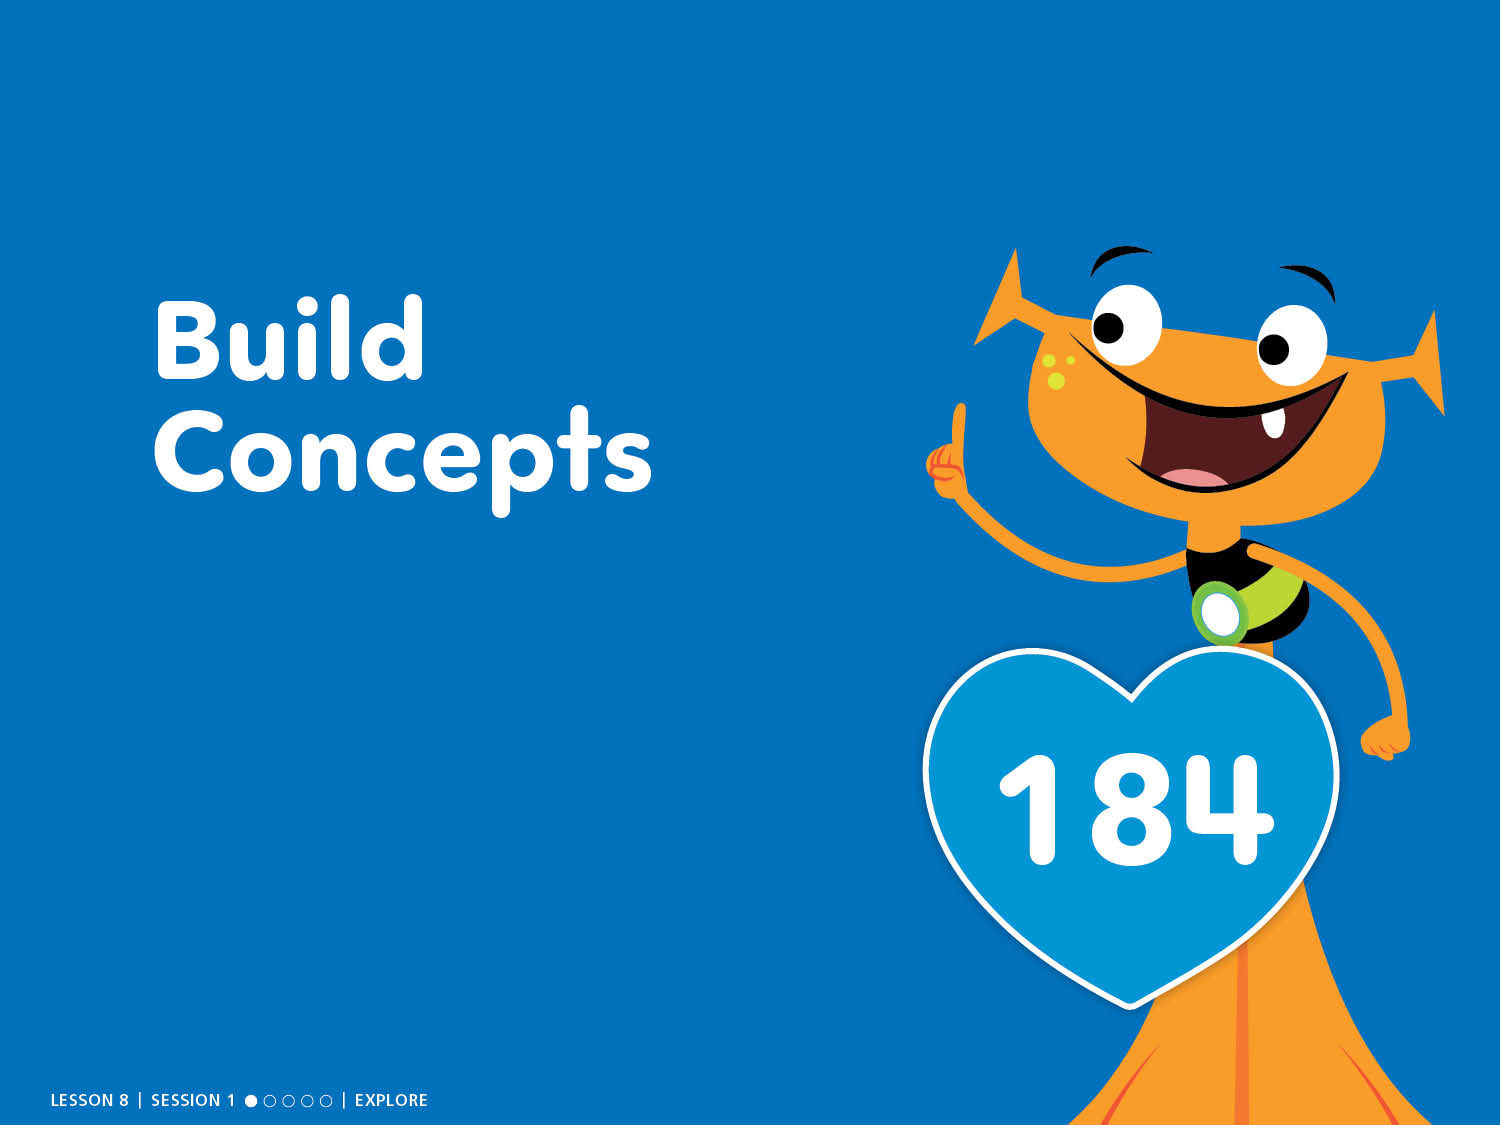 Build
Concepts
184
LESSON 8 | SESSION 1 ●○○○○ | EXPLORE